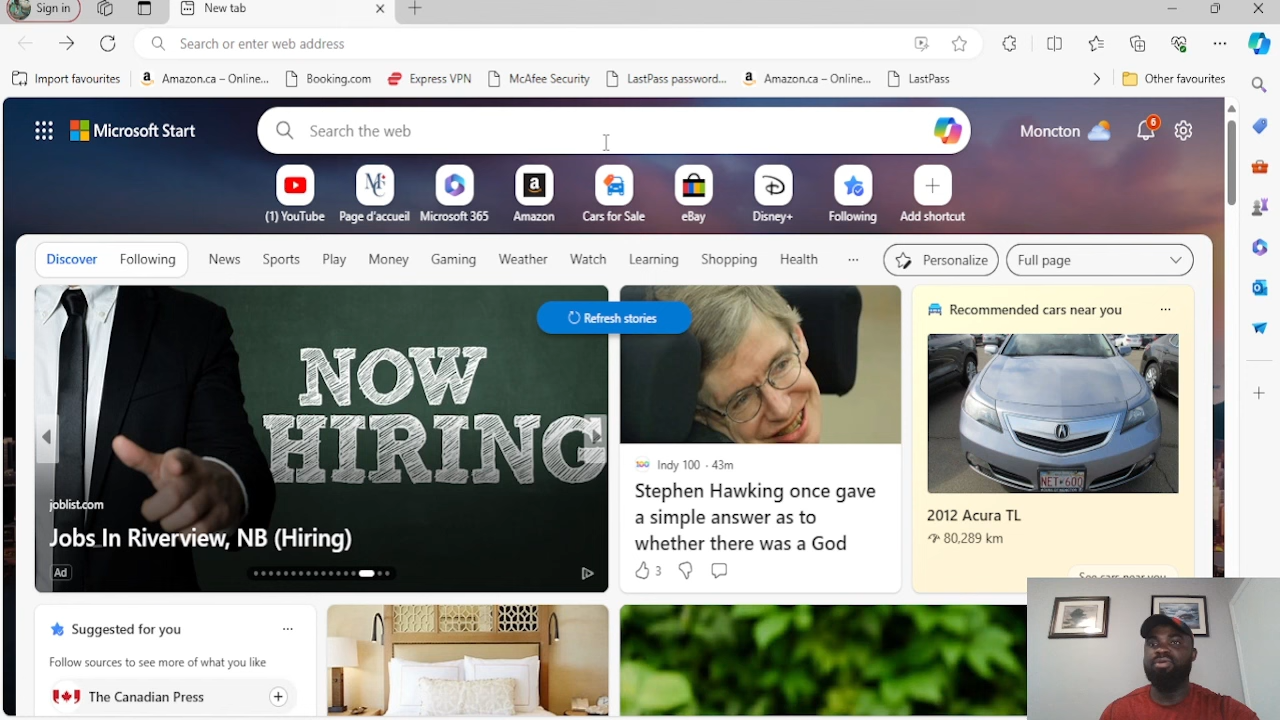 Sign in
New tab
Search or enter web address
Import favourites
Amazon.ca – Online...
Booking.com
Express VPN
McAfee Security
LastPass password...
Amazon.ca – Online...
LastPass
Other favourites
Microsoft Start
Search the web
Moncton
6
(1) YouTube
Page d'accueil
Microsoft 365
Amazon
Cars for Sale
eBay
Disney+
Following
Add shortcut
Discover
Following
News
Sports
Play
Money
Gaming
Weather
Watch
Learning
Shopping
Health
Personalize
Full page
Refresh stories
NOW
HIRING
joblist.com
Jobs In Riverview, NB (Hiring)
Ad
Indy 100 · 43m
Stephen Hawking once gave
a simple answer as to
whether there was a God
3
Recommended cars near you
NET 600
2012 Acura TL
80,289 km
See cars near you
Suggested for you
Follow sources to see more of what you like
The Canadian Press